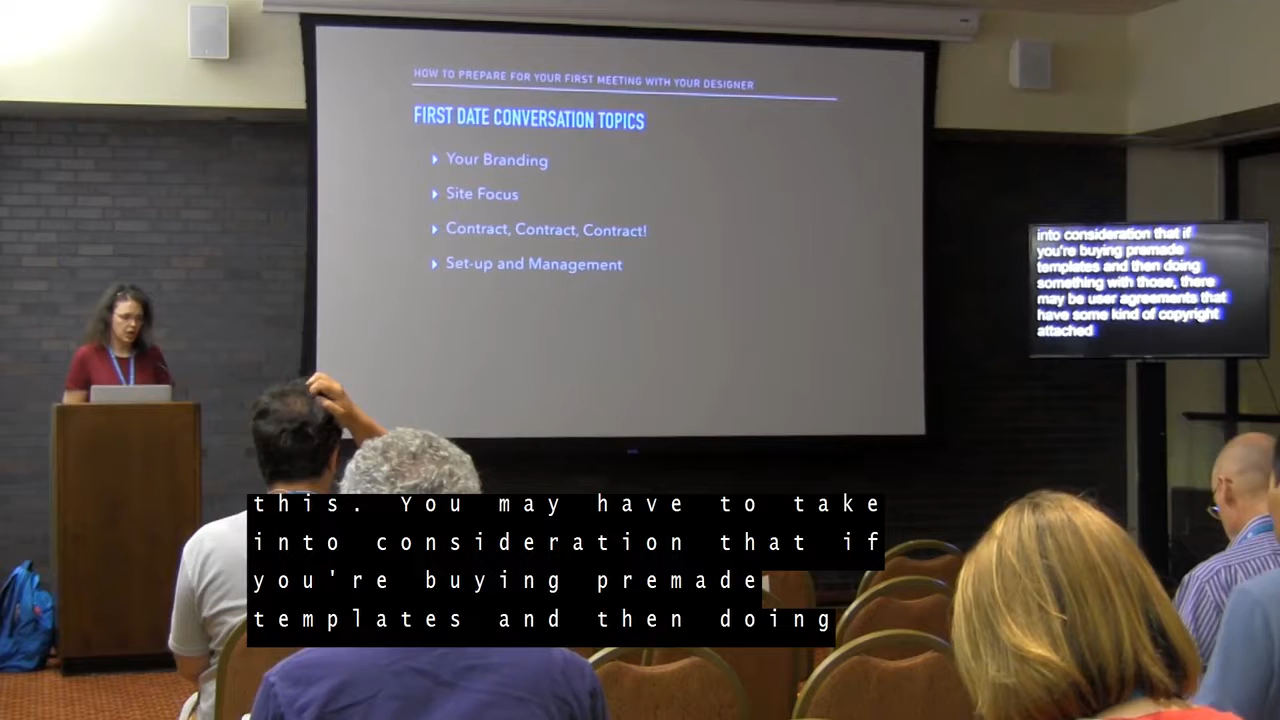 HOW TO PREPARE FOR YOUR FIRST MEETING WITH YOUR DESIGNER
FIRST DATE CONVERSATION TOPICS
Your Branding
Site Focus
Contract, Contract, Contract!
Set-up and Management
into consideration that if
you're buying premade
templates and then doing
something with those, there
may be user agreements that
have some kind of copyright
attached
this. You may have to take
into consideration that if
you're buying premade
templates and then doing